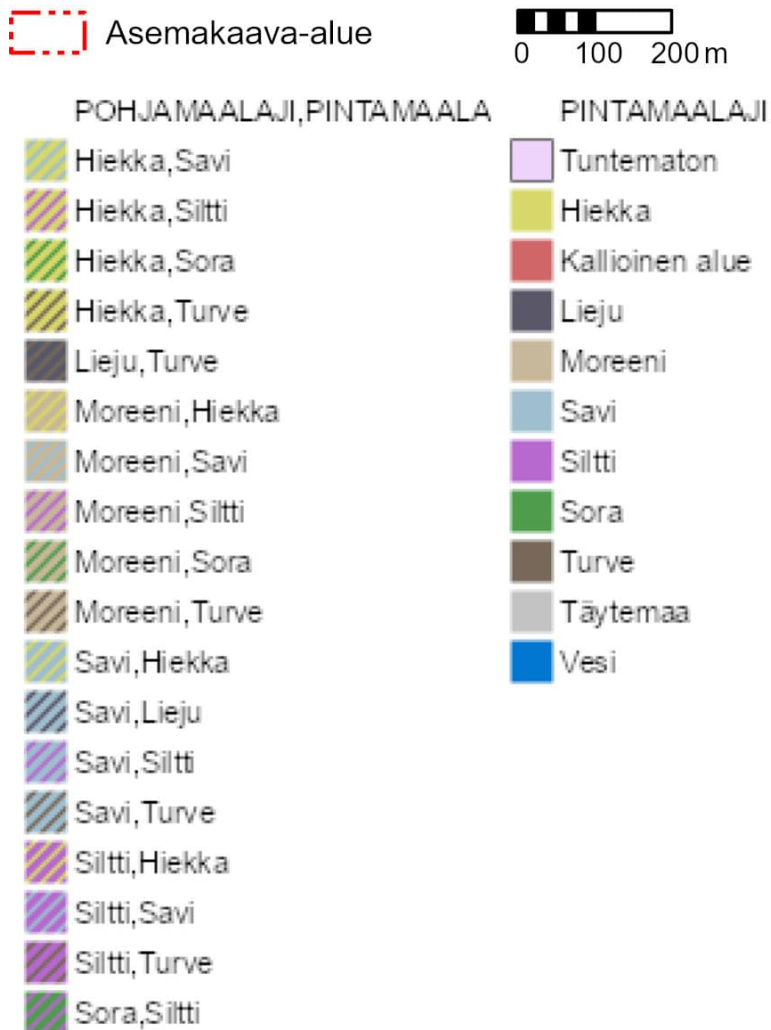 Asemakaava-alue
0 100 200 m
POHJAMAALAJI,PINTAMAALA
Hiekka,Savi
Hiekka,Siltti
Hiekka,Sora
Hiekka,Turve
Lieju,Turve
Moreeni,Hiekka
Moreeni,Savi
Moreeni,Siltti
Moreeni,Sora
Moreeni,Turve
Savi,Hiekka
Savi,Lieju
Savi,Siltti
Savi,Turve
Siltti,Hiekka
Siltti,Savi
Siltti,Turve
Sora,Siltti
PINTAMAALAJI
Tuntematon
Hiekka
Kallioinen alue
Lieju
Moreeni
Savi
Siltti
Sora
Turve
Täytemaa
Vesi